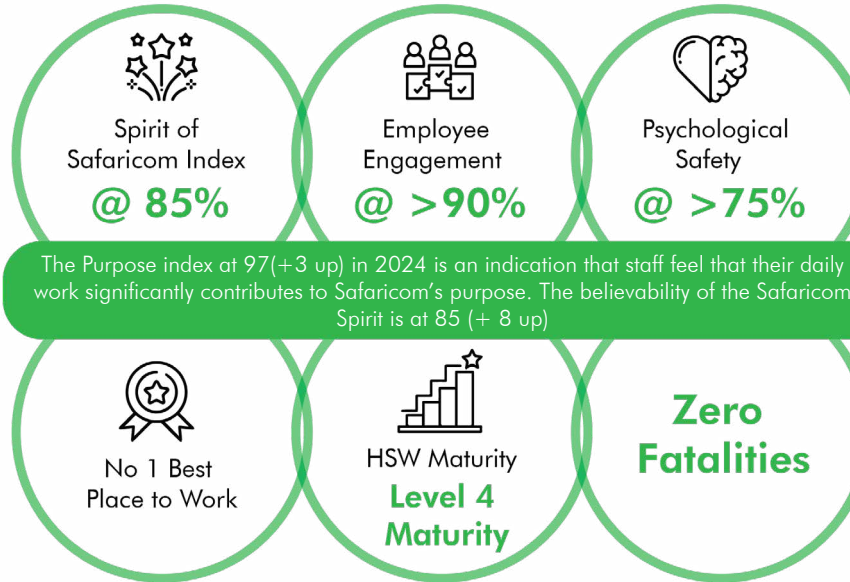 Spirit of
Safaricom Index
@ 85%
Employee
Engagement
@ >90%
Psychological
Safety
@ >75%
The Purpose index at 97(+3 up) in 2024 is an indication that staff feel that their daily
work significantly contributes to Safaricom's purpose. The believability of the Safaricom
Spirit is at 85 (+ 8 up)
No 1 Best
Place to Work
HSW Maturity
Level 4
Maturity
Zero
Fatalities